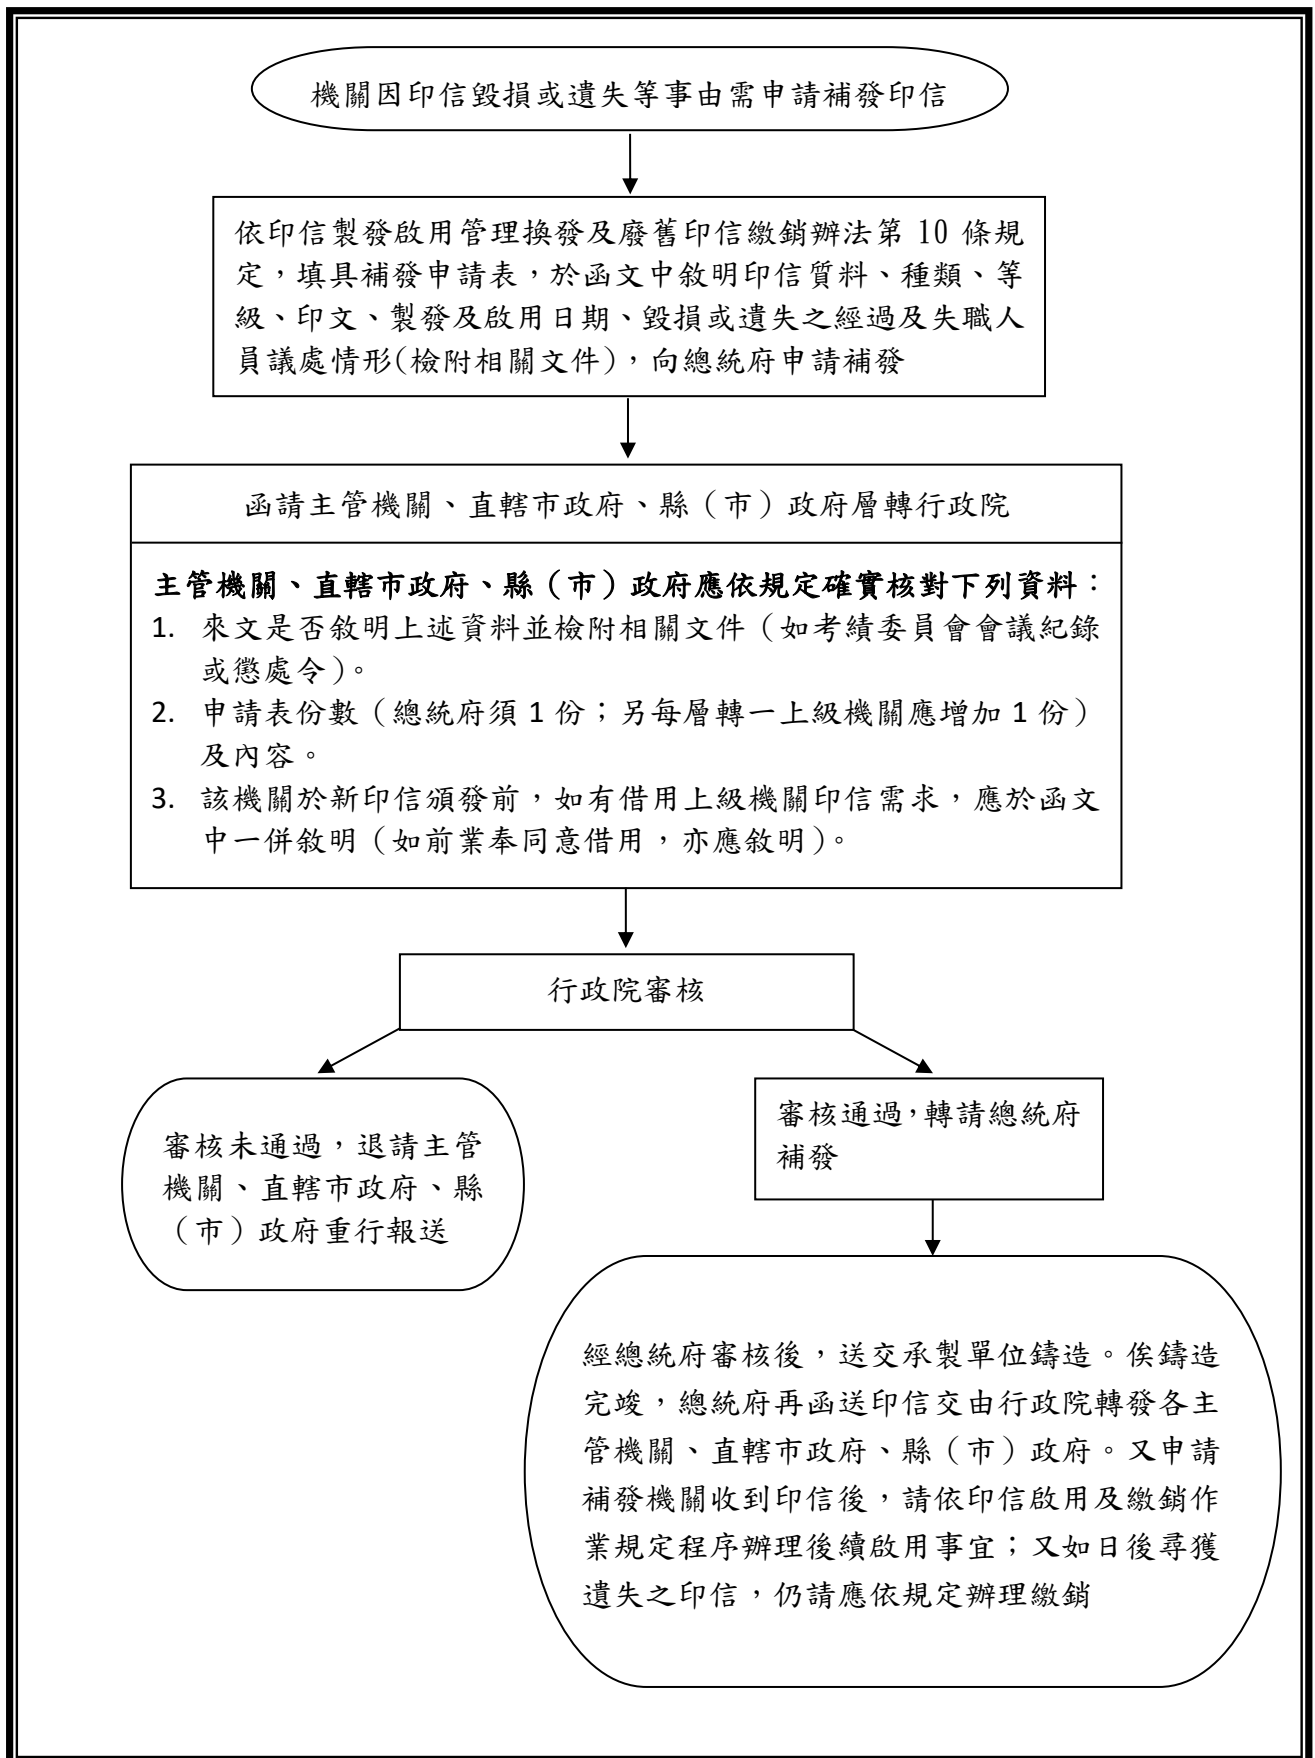 機關因印信毀損或遺失等事由需申請補發印信
依印信製發啟用管理換發及廢舊印信繳銷辦法第 10 條規
定，填具補發申請表，於函文中敘明印信質料、種類、等
級、印文、製發及啟用日期、毀損或遺失之經過及失職人
員議處情形(檢附相關文件)，向總統府申請補發
函請主管機關、直轄市政府、縣（市）政府層轉行政院
主管機關、直轄市政府、縣（市）政府應依規定確實核對下列資料：
1. 來文是否敘明上述資料並檢附相關文件（如考績委員會會議紀錄
或懲處令）。
2. 申請表份數（總統府須 1 份；另每層轉一上級機關應增加 1 份）
及內容。
3. 該機關於新印信頒發前，如有借用上級機關印信需求，應於函文
中一併敘明（如前業奉同意借用，亦應敘明）。
行政院審核
審核未通過，退請主管
機關、直轄市政府、縣
（市）政府重行報送
審核通過，轉請總統府
補發
經總統府審核後，送交承製單位鑄造。俟鑄造
完竣，總統府再函送印信交由行政院轉發各主
管機關、直轄市政府、縣（市）政府。又申請
補發機關收到印信後，請依印信啟用及繳銷作
業規定程序辦理後續啟用事宜；又如日後尋獲
遺失之印信，仍請應依規定辦理繳銷